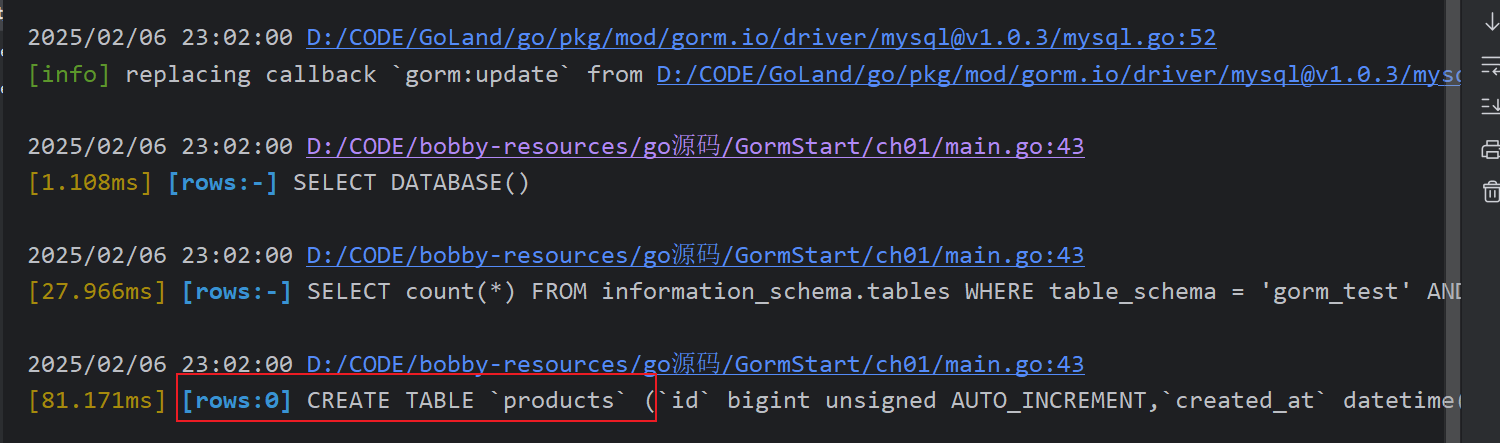 2025/02/06 23:02:00 D:/CODE/GoLand/go/pkg/mod/gorm.io/driver/mysql@v1.0.3/mysql.go:52
[info] replacing callback `gorm:update` from D:/CODE/GoLand/go/pkg/mod/gorm.io/driver/mysql@v1.0.3/mys
2025/02/06 23:02:00 D:/CODE/bobby-resources/go源码/GormStart/ch01/main.go:43
[1.108ms] [rows:-] SELECT DATABASE()
2025/02/06 23:02:00 D:/CODE/bobby-resources/go源码/GormStart/ch01/main.go:43
[27.966ms] [rows:-] SELECT count(*) FROM information_schema.tables WHERE table_schema = 'gorm_test' AN
2025/02/06 23:02:00 D:/CODE/bobby-resources/go源码/GormStart/ch01/main.go:43
[81.171ms] [rows:0] CREATE TABLE `products` (`id` bigint unsigned AUTO_INCREMENT,`created_at` datetime(